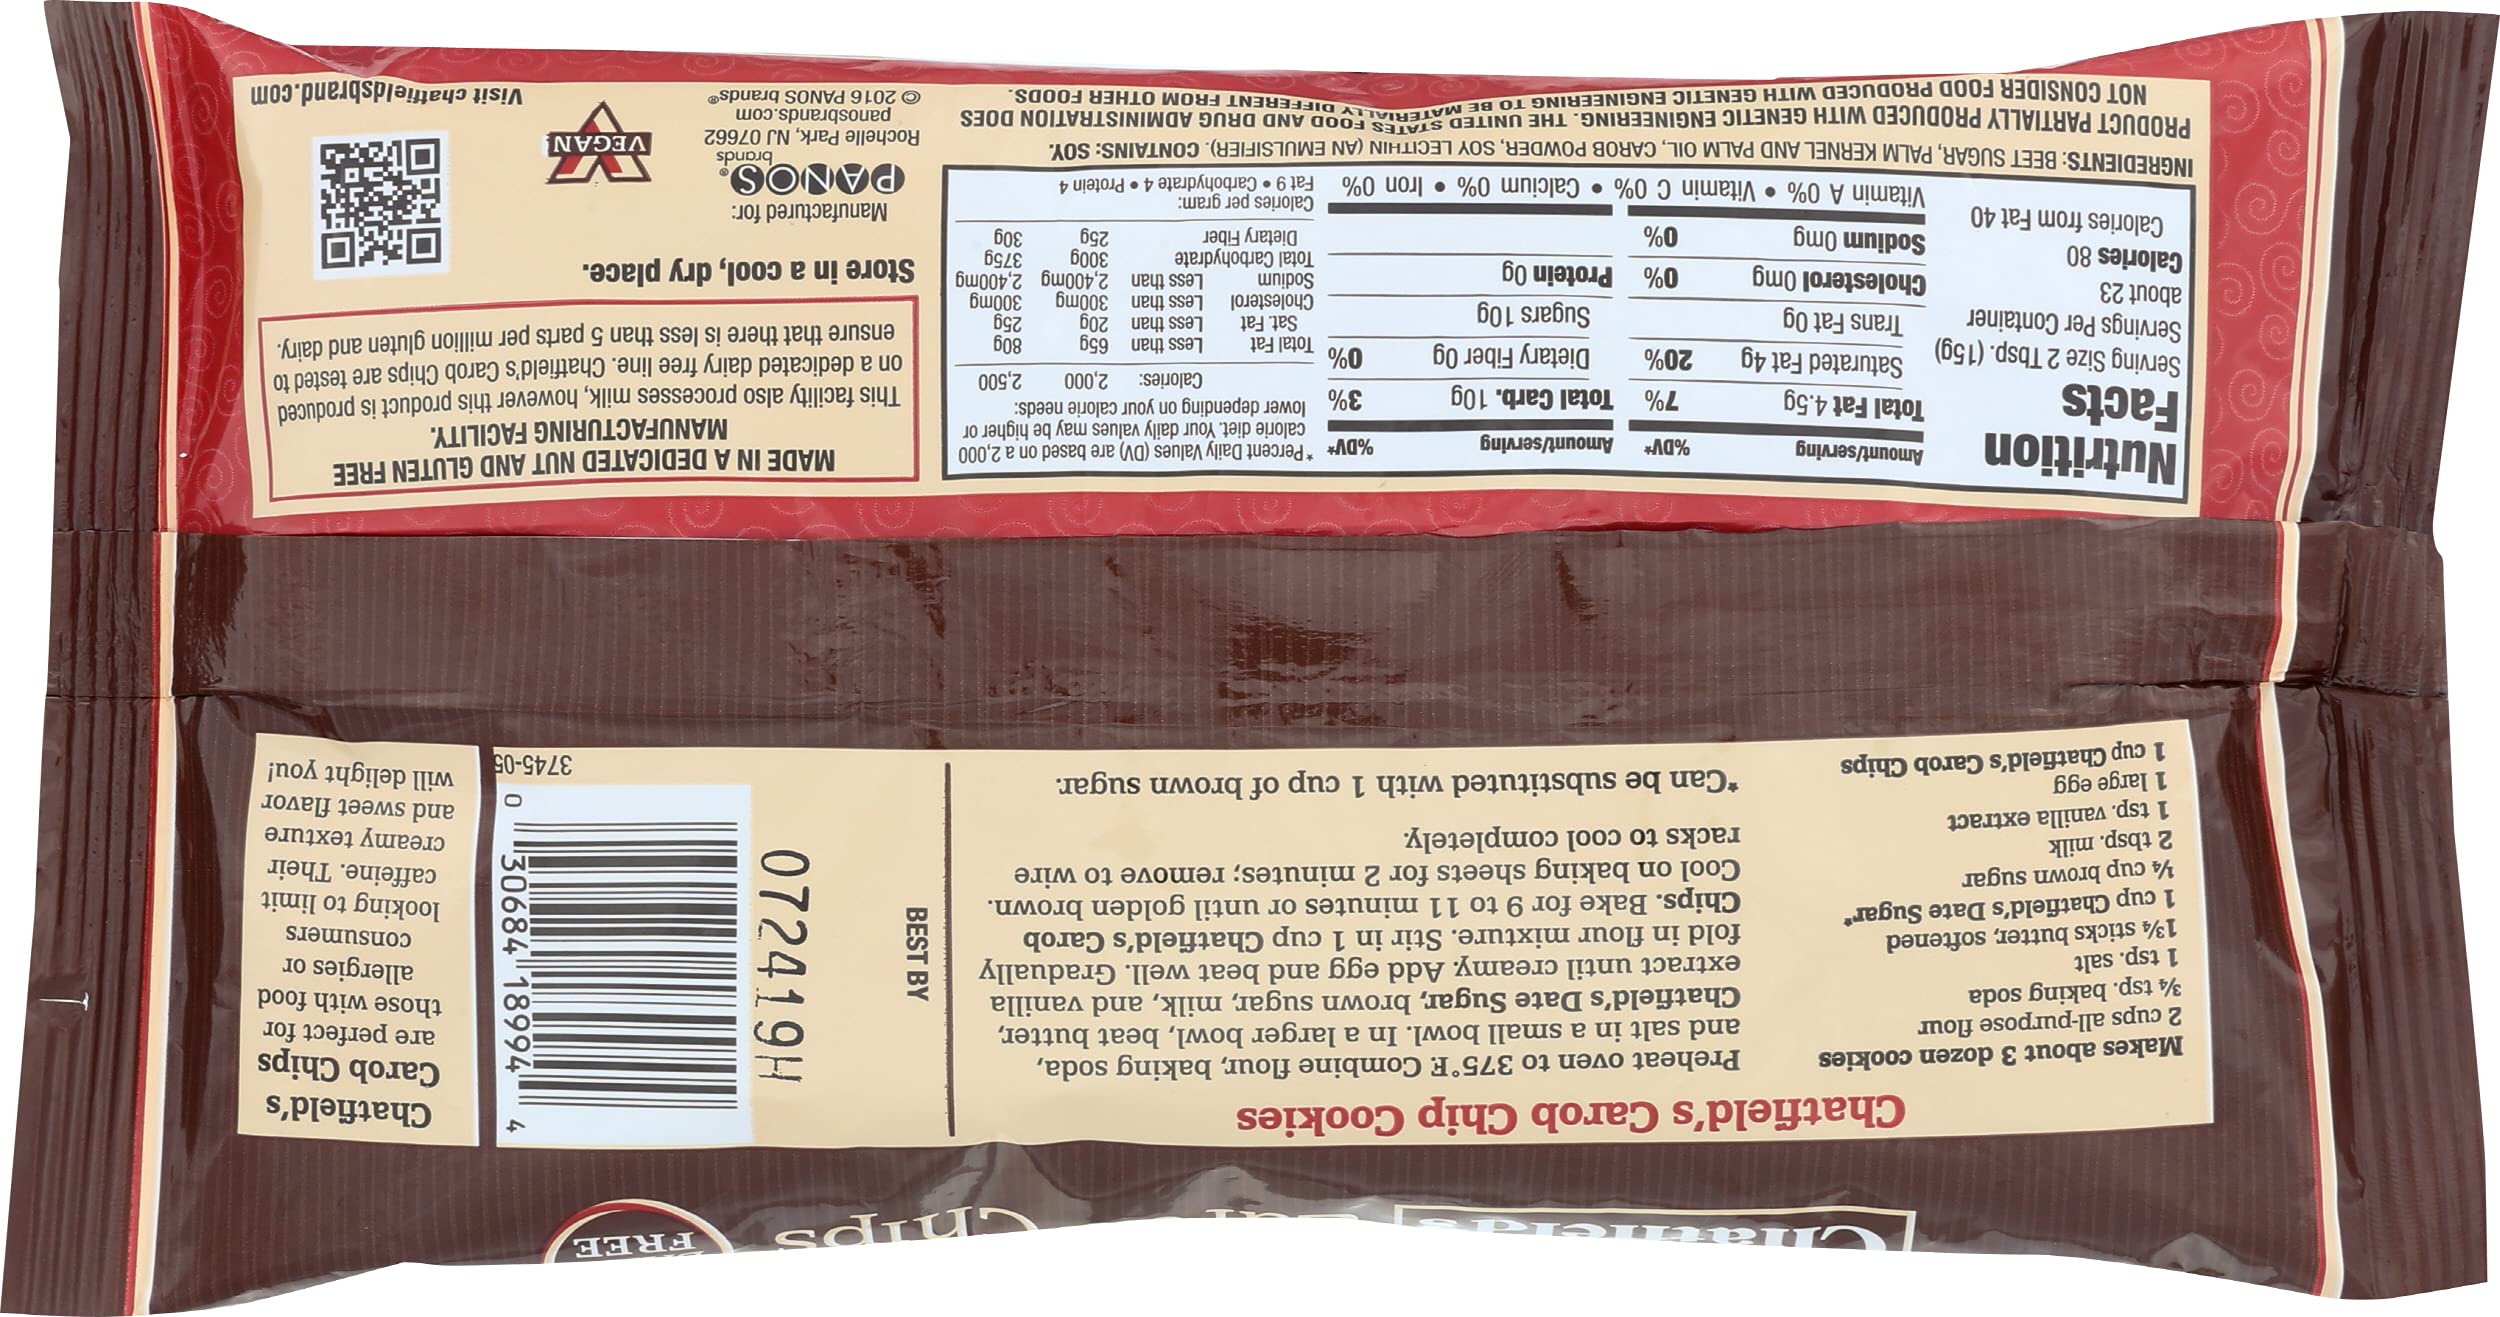 Chatfield's
Chips
FREE
Chatfield's Carob Chip Cookies
Makes about 3 dozen cookies
2 cups all-purpose flour
¾ tsp. baking soda
1 tsp. salt
1¾ sticks butter, softened
1 cup Chatfield's Date Sugar*
¼ cup brown sugar
2 tbsp. milk
1 tsp. vanilla extract
1 large egg
1 cup Chatfield's Carob Chips
Preheat oven to 375°F. Combine flour, baking soda,
and salt in a small bowl. In a larger bowl, beat butter,
Chatfield's Date Sugar, brown sugar, milk, and vanilla
extract until creamy. Add egg and beat well. Gradually
fold in flour mixture. Stir in 1 cup Chatfield's Carob
Chips. Bake for 9 to 11 minutes or until golden brown.
Cool on baking sheets for 2 minutes; remove to wire
racks to cool completely.
*Can be substituted with 1 cup of brown sugar.
BEST BY
072419H
0 30684 18994 4
3745-05
Chatfield's
Carob Chips
are perfect for
those with food
allergies or
consumers
looking to limit
caffeine. Their
creamy texture
and sweet flavor
will delight you!
Nutrition
Facts
Serving Size 2 Tbsp. (15g)
Servings Per Container
about 23
Calories 80
Calories from Fat 40
Amount/serving %DV*
Total Fat 4.5g 7%
Saturated Fat 4g 20%
Trans Fat 0g
Cholesterol 0mg 0%
Sodium 0mg 0%
Amount/serving %DV*
Total Carb. 10g 3%
Dietary Fiber 0g 0%
Sugars 10g
Protein 0g
Vitamin A 0% • Vitamin C 0% • Calcium 0% • Iron 0%
*Percent Daily Values (DV) are based on a 2,000
calorie diet. Your daily values may be higher or
lower depending on your calorie needs:
Calories: 2,000 2,500
Total Fat Less than 65g 80g
Sat. Fat Less than 20g 25g
Cholesterol Less than 300mg 300mg
Sodium Less than 2,400mg 2,400mg
Total Carbohydrate 300g 375g
Dietary Fiber 25g 30g
Calories per gram:
Fat 9 • Carbohydrate 4 • Protein 4
INGREDIENTS: BEET SUGAR, PALM KERNEL AND PALM OIL, CAROB POWDER, SOY LECITHIN (AN EMULSIFIER). CONTAINS: SOY.
PRODUCT PARTIALLY PRODUCED WITH GENETIC ENGINEERING. THE UNITED STATES FOOD AND DRUG ADMINISTRATION DOES
NOT CONSIDER FOOD PRODUCED WITH GENETIC ENGINEERING TO BE MATERIALLY DIFFERENT FROM OTHER FOODS.
MADE IN A DEDICATED NUT AND GLUTEN FREE
MANUFACTURING FACILITY.
This facility also processes milk, however this product is produced
on a dedicated dairy free line. Chatfield's Carob Chips are tested to
ensure that there is less than 5 parts per million gluten and dairy.
Store in a cool, dry place.
Manufactured for:
PANOS®
brands
Rochelle Park, NJ 07662
panosbrands.com
© 2016 PANOS brands®
VEGAN
Visit chatfieldsbrand.com